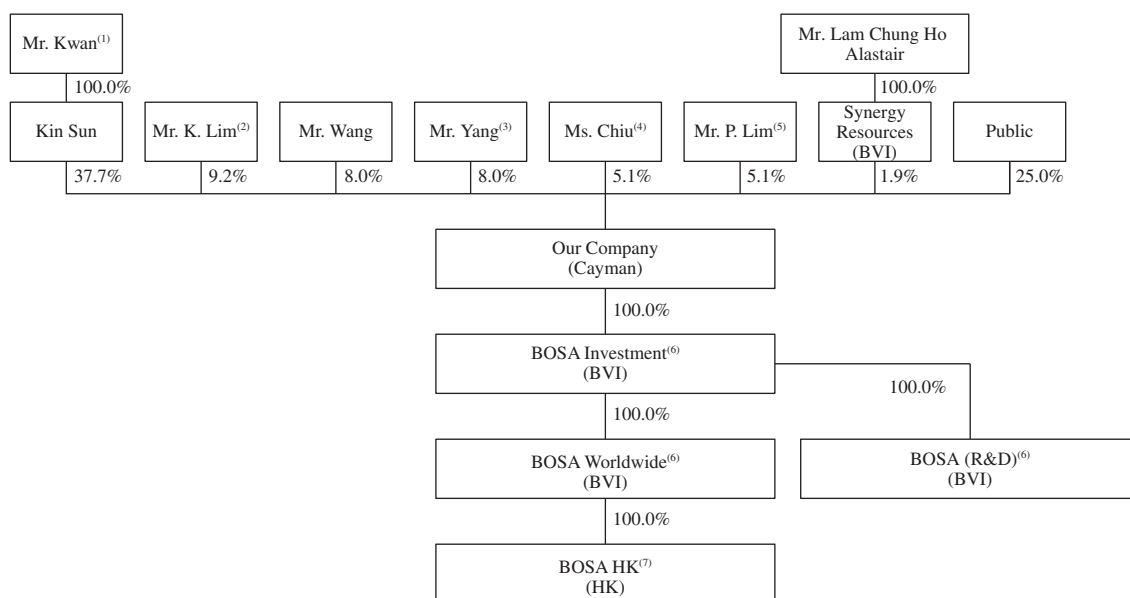 Mr. Kwan(1)
Mr. Lam Chung Ho
Alastair
100.0%
100.0%
Kin Sun
Mr. K. Lim(2)
Mr. Wang
Mr. Yang(3)
Ms. Chiu(4)
Mr. P. Lim(5)
Synergy
Resources
(BVI)
Public
37.7%
9.2%
8.0%
8.0%
5.1%
5.1%
1.9%
25.0%
Our Company
(Cayman)
100.0%
BOSA Investment(6)
(BVI)
100.0%
100.0%
BOSA Worldwide(6)
(BVI)
BOSA (R&D)(6)
(BVI)
100.0%
BOSA HK(7)
(HK)